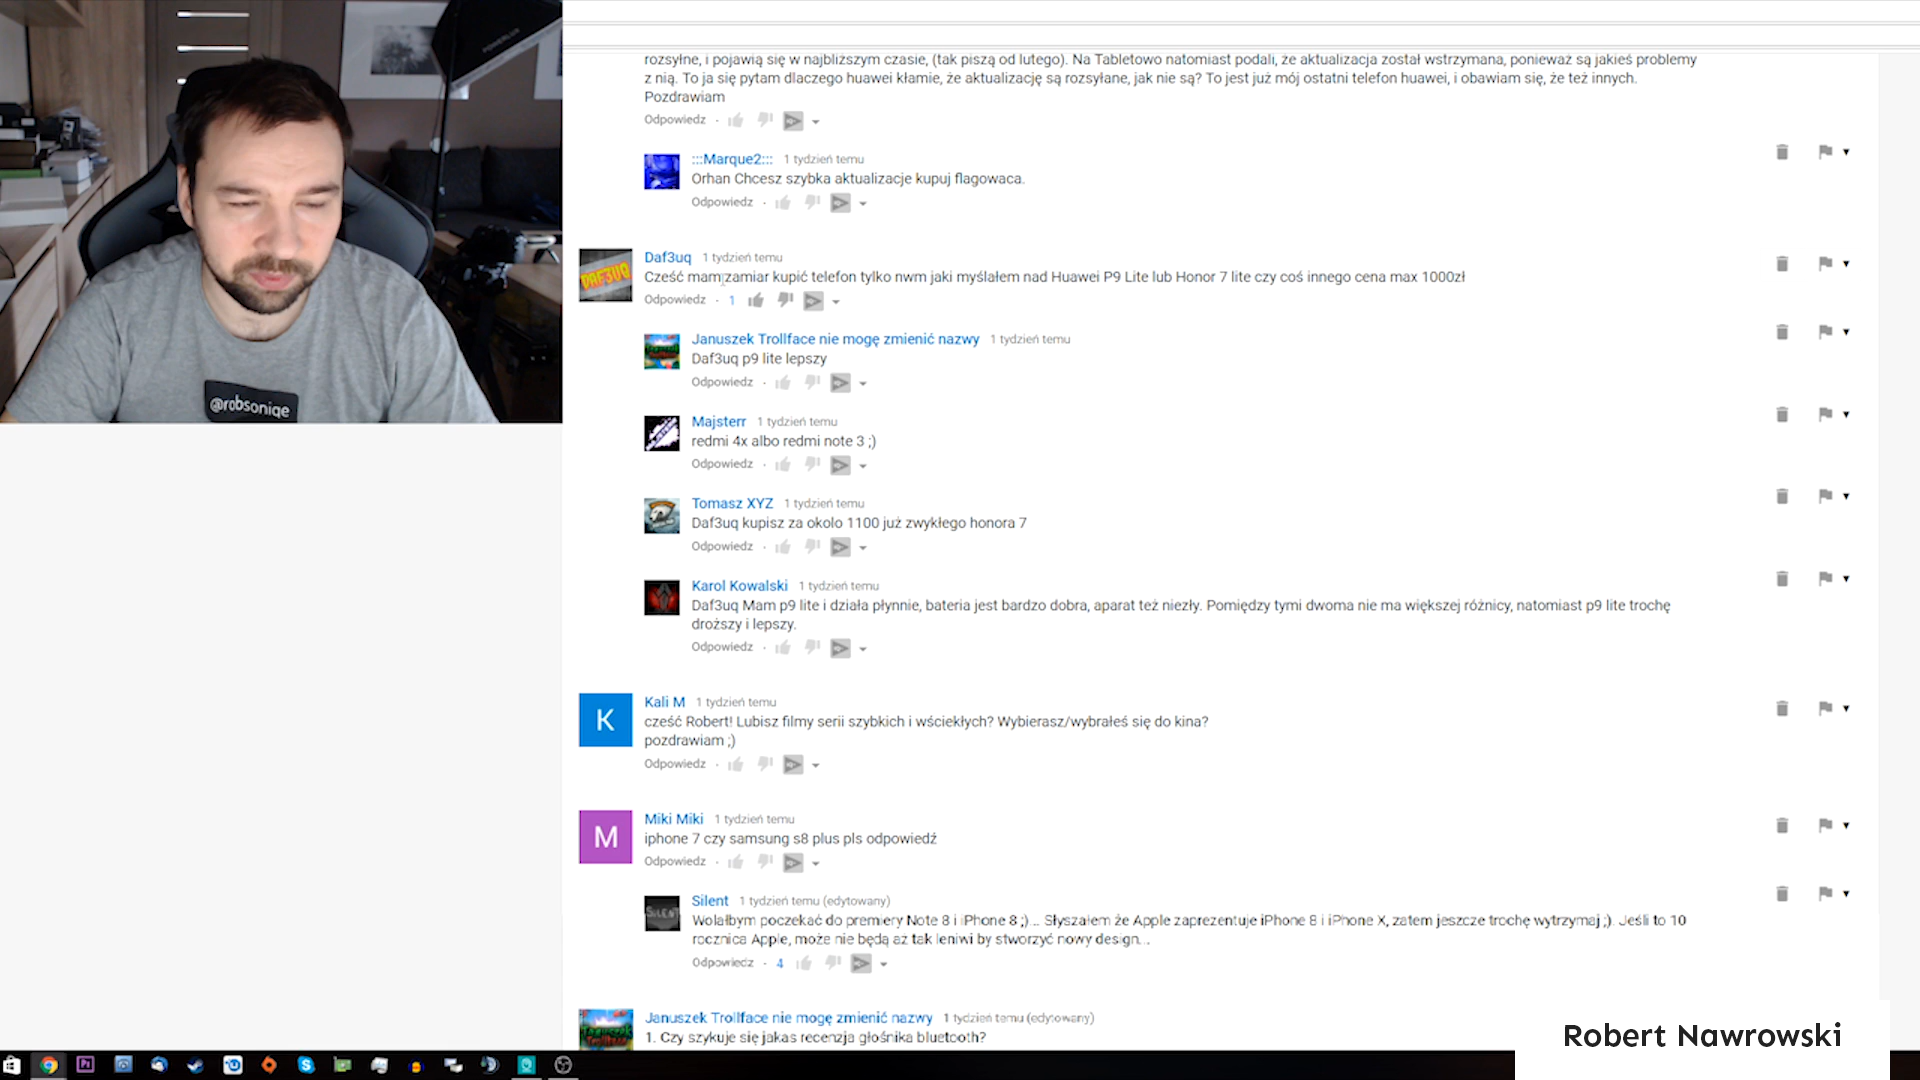 rozsyłne, i pojawią się w najbliższym czasie, (tak piszą od lutego). Na Tabletowo natomiast podali, że aktualizacja został wstrzymana, ponieważ są jakieś problemy
z nią. To ja się pytam dlaczego huawei kłamie, że aktualizację są rozsyłane, jak nie są? To jest już mój ostatni telefon huawei, i obawiam się, że też innych.
Pozdrawiam
Odpowiedz
:::Marque2::: 1 tydzień temu
Orhan Chcesz szybka aktualizacje kupuj flagowaca.
Odpowiedz
DAF3UQ
Daf3uq 1 tydzień temu
Cześć mam zamiar kupić telefon tylko nwm jaki myślałem nad Huawei P9 Lite lub Honor 7 lite czy coś innego cena max 1000zł
Odpowiedz · 1
Januszek Trollface nie mogę zmienić nazwy 1 tydzień temu
Daf3uq p9 lite lepszy
Odpowiedz
@robsoniqe
Majsterr 1 tydzień temu
redmi 4x albo redmi note 3 ;)
Odpowiedz
Tomasz XYZ 1 tydzień temu
Daf3uq kupisz za okolo 1100 już zwykłego honora 7
Odpowiedz
Karol Kowalski 1 tydzień temu
Daf3uq Mam p9 lite i działa płynnie, bateria jest bardzo dobra, aparat też niezły. Pomiędzy tymi dwoma nie ma większej różnicy, natomiast p9 lite trochę
droższy i lepszy.
Odpowiedz
K
Kali M 1 tydzień temu
cześć Robert! Lubisz filmy serii szybkich i wściekłych? Wybierasz/wybrałeś się do kina?
pozdrawiam ;)
Odpowiedz
M
Miki Miki 1 tydzień temu
iphone 7 czy samsung s8 plus pls odpowiedź
Odpowiedz
SILENT
Silent 1 tydzień temu (edytowany)
Wolałbym poczekać do premiery Note 8 i iPhone 8 ;)... Słyszałem że Apple zaprezentuje iPhone 8 i iPhone X, zatem jeszcze trochę wytrzymaj ;). Jeśli to 10
rocznica Apple, może nie będą aż tak leniwi by stworzyć nowy design...
Odpowiedz · 4
Januszek Trollface nie mogę zmienić nazwy 1 tydzień temu (edytowany)
1. Czy szykuje się jakas recenzja głośnika bluetooth?
Robert Nawrowski